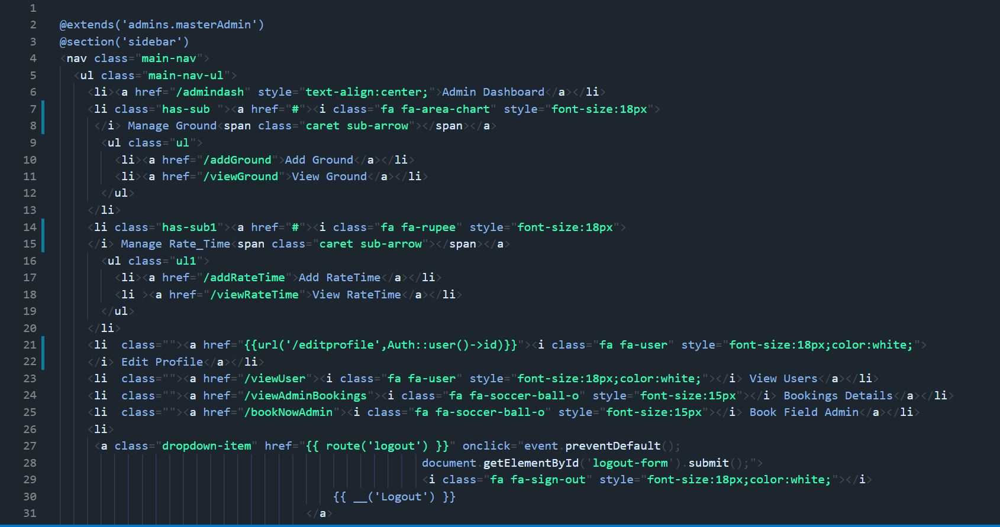 1
2 @extends('admins.masterAdmin')
3 @section('sidebar')
4 <nav class="main-nav">
5 <ul class="main-nav-ul">
6 <li><a href="/admindash" style="text-align:center;">Admin Dashboard</a></li>
7 <li class="has-sub "><a href="#"><i class="fa fa-area-chart" style="font-size:18px">
8 </i> Manage Ground<span class="caret sub-arrow"></span></a>
9 <ul class="ul">
10 <li><a href="/addGround">Add Ground</a></li>
11 <li><a href="/viewGround">View Ground</a></li>
12 </ul>
13 </li>
14 <li class="has-sub1"><a href="#"><i class="fa fa-rupee" style="font-size:18px">
15 </i> Manage Rate_Time<span class="caret sub-arrow"></span></a>
16 <ul class="ul1">
17 <li><a href="/addRateTime">Add RateTime</a></li>
18 <li ><a href="/viewRateTime">View RateTime</a></li>
19 </ul>
20 </li>
21 <li  class=""><a href="{{url('/editprofile',Auth::user()->id)}}"><i class="fa fa-user" style="font-size:18px;color:white;">
22 </i> Edit Profile</a></li>
23 <li  class=""><a href="/viewUser"><i class="fa fa-user" style="font-size:18px;color:white;"></i> View Users</a></li>
24 <li  class=""><a href="/viewAdminBookings"><i class="fa fa-soccer-ball-o" style="font-size:15px"></i> Bookings Details</a></li>
25 <li  class=""><a href="/bookNowAdmin"><i class="fa fa-soccer-ball-o" style="font-size:15px"></i> Book Field Admin</a></li>
26 <li>
27 <a class="dropdown-item" href="{{ route('logout') }}" onclick="event.preventDefault();
28 document.getElementById('logout-form').submit();">
29 <i class="fa fa-sign-out" style="font-size:18px;color:white;"></i>
30 {{ __('Logout') }}
31 </a>